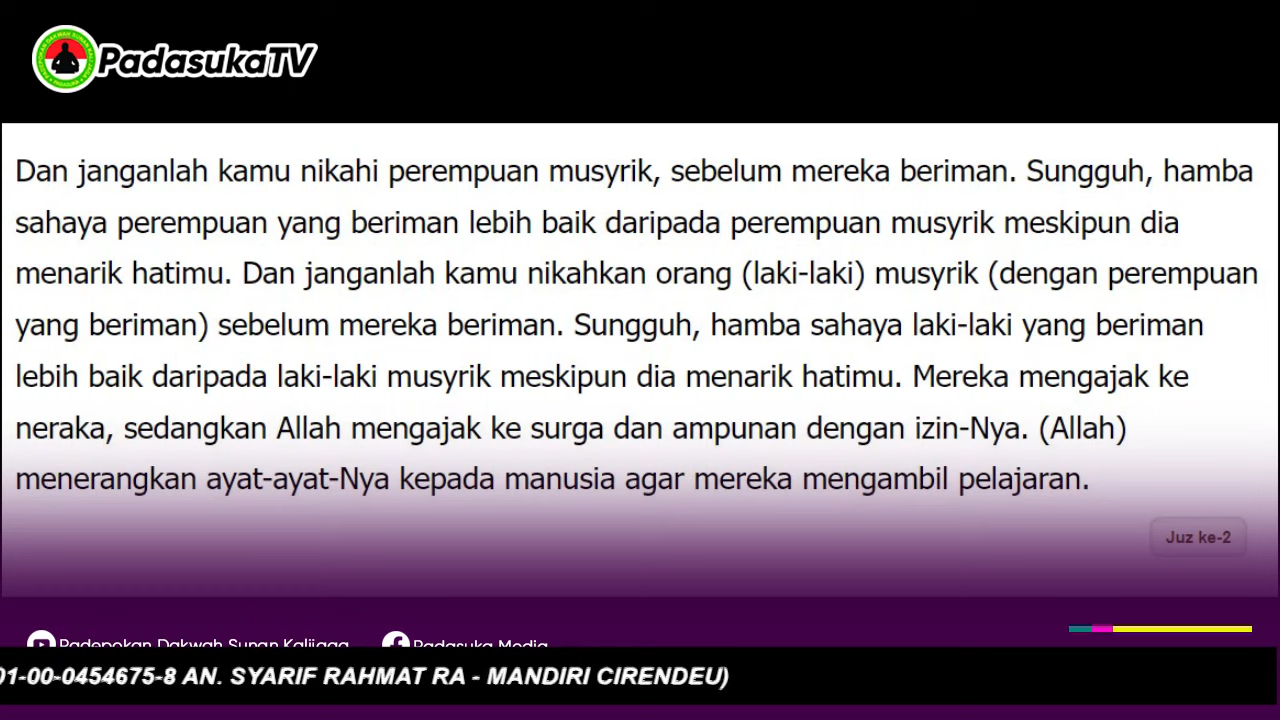 PadasukaTV
Dan janganlah kamu nikahi perempuan musyrik, sebelum mereka beriman. Sungguh, hamba
sahaya perempuan yang beriman lebih baik daripada perempuan musyrik meskipun dia
menarik hatimu. Dan janganlah kamu nikahkan orang (laki-laki) musyrik (dengan perempuan
yang beriman) sebelum mereka beriman. Sungguh, hamba sahaya laki-laki yang beriman
lebih baik daripada laki-laki musyrik meskipun dia menarik hatimu. Mereka mengajak ke
neraka, sedangkan Allah mengajak ke surga dan ampunan dengan izin-Nya. (Allah)
menerangkan ayat-ayat-Nya kepada manusia agar mereka mengambil pelajaran.
Juz ke-2
Padepokan Dakwah Sunan Kalijaga
Padasuka Media
01-00-0454675-8 AN. SYARIF RAHMAT RA - MANDIRI CIRENDEU)